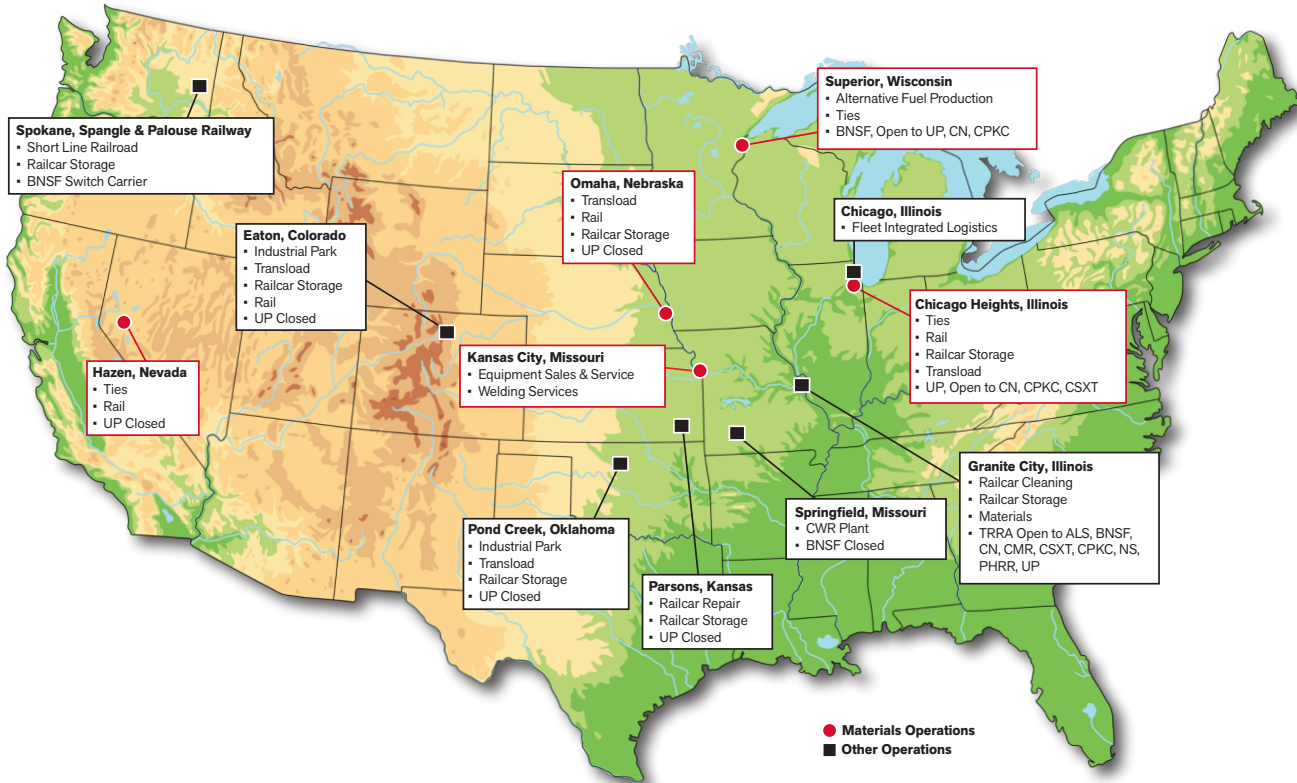 Superior, Wisconsin
▪ Alternative Fuel Production
▪ Ties
▪ BNSF, Open to UP, CN, CPKC
Spokane, Spangle & Palouse Railway
▪ Short Line Railroad
▪ Railcar Storage
▪ BNSF Switch Carrier
Omaha, Nebraska
▪ Transload
▪ Rail
▪ Railcar Storage
▪ UP Closed
Chicago, Illinois
▪ Fleet Integrated Logistics
Eaton, Colorado
▪ Industrial Park
▪ Transload
▪ Railcar Storage
▪ Rail
▪ UP Closed
Chicago Heights, Illinois
▪ Ties
▪ Rail
▪ Railcar Storage
▪ Transload
▪ UP, Open to CN, CPKC, CSXT
Kansas City, Missouri
▪ Equipment Sales & Service
▪ Welding Services
Hazen, Nevada
▪ Ties
▪ Rail
▪ UP Closed
Granite City, Illinois
▪ Railcar Cleaning
▪ Railcar Storage
▪ Materials
▪ TRRA Open to ALS, BNSF,
CN, CMR, CSXT, CPKC, NS,
PHRR, UP
Springfield, Missouri
▪ CWR Plant
▪ BNSF Closed
Pond Creek, Oklahoma
▪ Industrial Park
▪ Transload
▪ Railcar Storage
▪ UP Closed
Parsons, Kansas
▪ Railcar Repair
▪ Railcar Storage
▪ UP Closed
Materials Operations
Other Operations